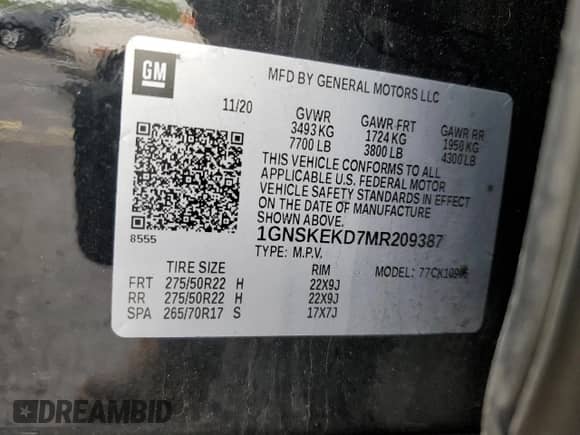 GM
MFD BY GENERAL MOTORS LLC
11/20
GVWR GAWR FRT GAWR RR
3493 KG 1724 KG 1950 KG
7700 LB 3800 LB 4300 LB
THIS VEHICLE CONFORMS TO ALL
APPLICABLE U.S. FEDERAL MOTOR
VEHICLE SAFETY STANDARDS IN EFFECT
ON THE DATE OF MANUFACTURE
SHOWN ABOVE.
8555
1GNSKEKD7MR209387
TYPE: M.P.V. MODEL:
TIRE SIZE RIM
FRT 275/50R22 H 22X9J
RR 275/50R22 H 22X9J
SPA 265/70R17 S 17X7J
DREAMBID